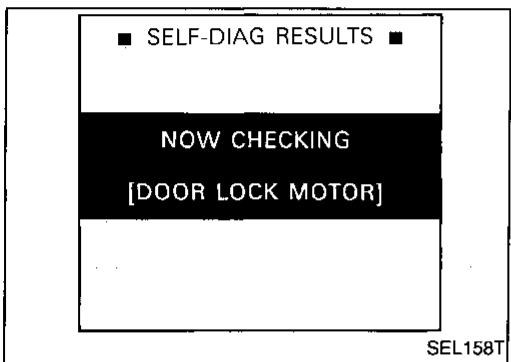 ■ SELF-DIAG RESULTS ■
NOW CHECKING
[DOOR LOCK MOTOR]
SEL158T